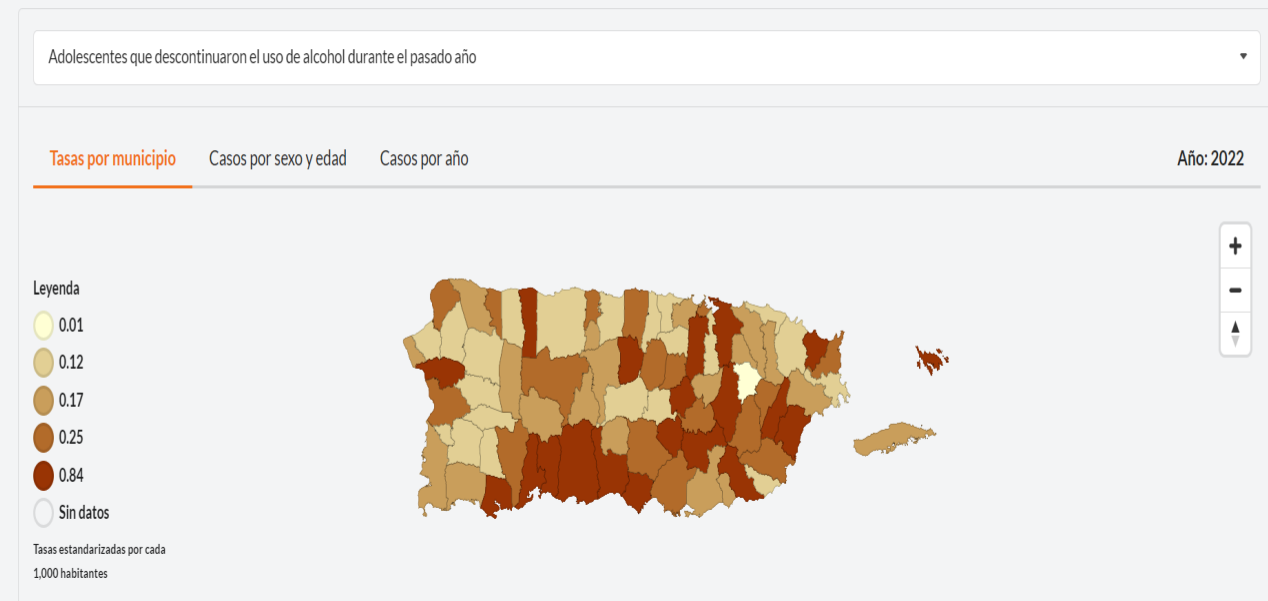 Adolescentes que descontinuaron el uso de alcohol durante el pasado año
Tasas por municipio
Casos por sexo y edad
Casos por año
Año: 2022
Leyenda
0.01
0.12
0.17
0.25
0.84
Sin datos
Tasas estandarizadas por cada
1,000 habitantes